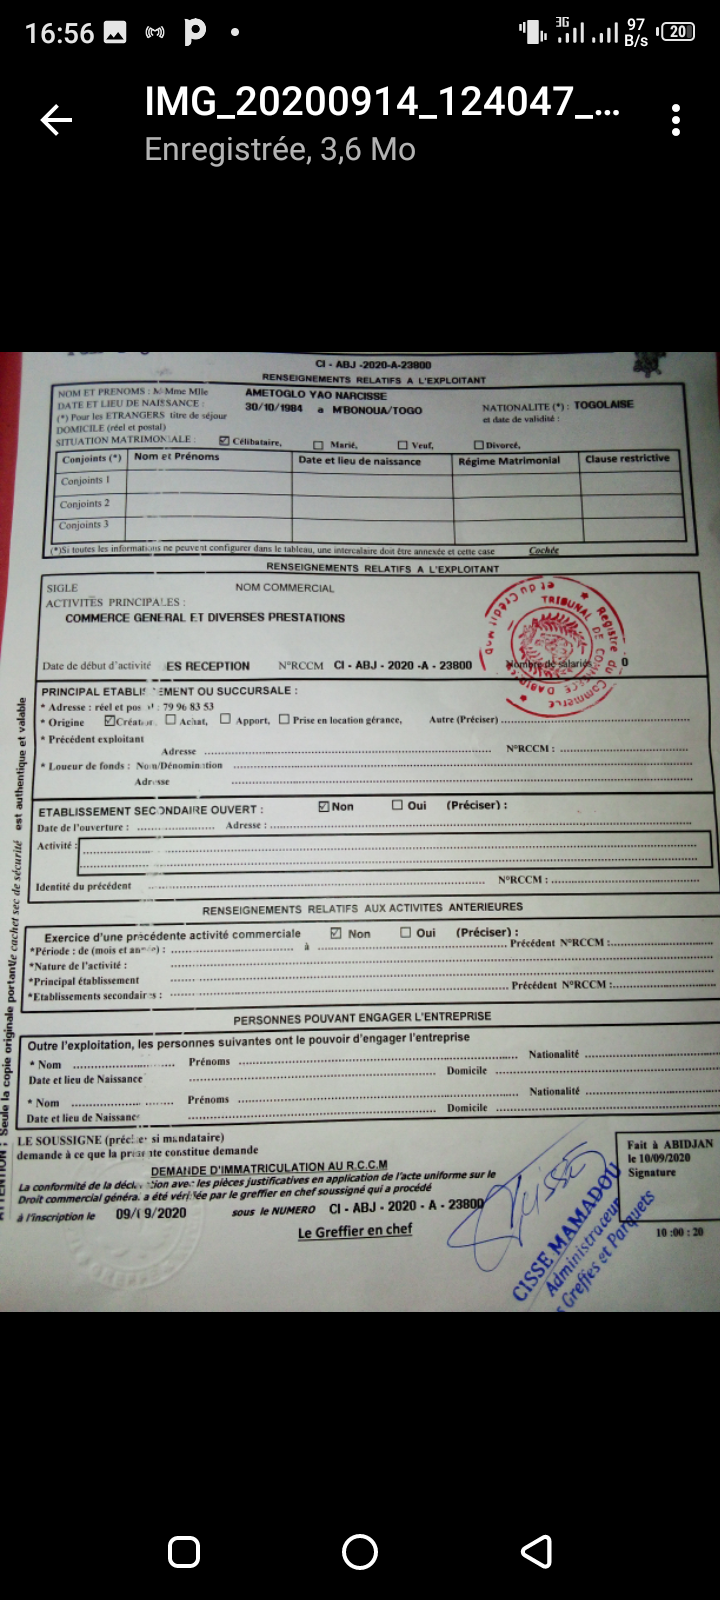 16:56
3G 97 B/s 20
IMG_20200914_124047_...
Enregistrée, 3,6 Mo
CI - ABJ -2020-A-23800
RENSEIGNEMENTS RELATIFS A L'EXPLOITANT
NOM ET PRENOMS : M Mme Mlle AMETOGLO YAO NARCISSE
DATE ET LIEU DE NAISSANCE : 30/10/1984 a M'BONOUA/TOGO NATIONALITE (*) : TOGOLAISE
(*) Pour les ETRANGERS titre de séjour et date de validité :
DOMICILE (réel et postal)
SITUATION MATRIMONIALE : Célibataire, Marié, Veuf, Divorcé,
Conjoints (*) Nom et Prénoms Date et lieu de naissance Régime Matrimonial Clause restrictive
Conjoints 1
Conjoints 2
Conjoints 3
(*)Si toutes les informations ne peuvent configurer dans le tableau, une intercalaire doit être annexée et cette case Cochée
RENSEIGNEMENTS RELATIFS A L'EXPLOITANT
SIGLE NOM COMMERCIAL
ACTIVITÉS PRINCIPALES :
COMMERCE GENERAL ET DIVERSES PRESTATIONS
Date de début d'activité ES RECEPTION N°RCCM CI - ABJ - 2020 -A - 23800 Nombre de salariés 0
Registre du Commerce et du Crédit
TRIBUNAL DE COMMERCE D'ABIDJAN
PRINCIPAL ETABLISSEMENT OU SUCCURSALE :
* Adresse : réel et pos : 79 96 83 53
* Origine Création, Achat, Apport, Prise en location gérance, Autre (Préciser)
* Précédent exploitant
Adresse N°RCCM :
* Loueur de fonds : Nom/Dénomination
Adresse
ETABLISSEMENT SECONDAIRE OUVERT : Non Oui (Préciser) :
Date de l'ouverture : Adresse :
Activité :
Identité du précédent N°RCCM :
RENSEIGNEMENTS RELATIFS AUX ACTIVITES ANTERIEURES
Exercice d'une précédente activité commerciale Non Oui (Préciser) :
*Période : de (mois et année) : à Précédent N°RCCM :
*Nature de l'activité :
*Principal établissement
*Etablissements secondaires : Précédent N°RCCM :
PERSONNES POUVANT ENGAGER L'ENTREPRISE
Outre l'exploitation, les personnes suivantes ont le pouvoir d'engager l'entreprise
* Nom Prénoms Nationalité
Date et lieu de Naissance Domicile
* Nom Prénoms Nationalité
Date et lieu de Naissance Domicile
LE SOUSSIGNE (préciser si mandataire)
demande à ce que la présente constitue demande
DEMANDE D'IMMATRICULATION AU R.C.C.M
La conformité de la déclaration avec les pièces justificatives en application de l'acte uniforme sur le
Droit commercial général a été vérifiée par le greffier en chef soussigné qui a procédé
à l'inscription le 09/09/2020 sous le NUMERO CI - ABJ - 2020 - A - 23800
Le Greffier en chef
Fait à ABIDJAN
le 10/09/2020
Signature
10 :00 : 20
CISSE MAMADOU
Administrateur
Greffes et Parquets
ATTENTION : Seule la copie originale portant le cachet sec de sécurité est authentique et valable